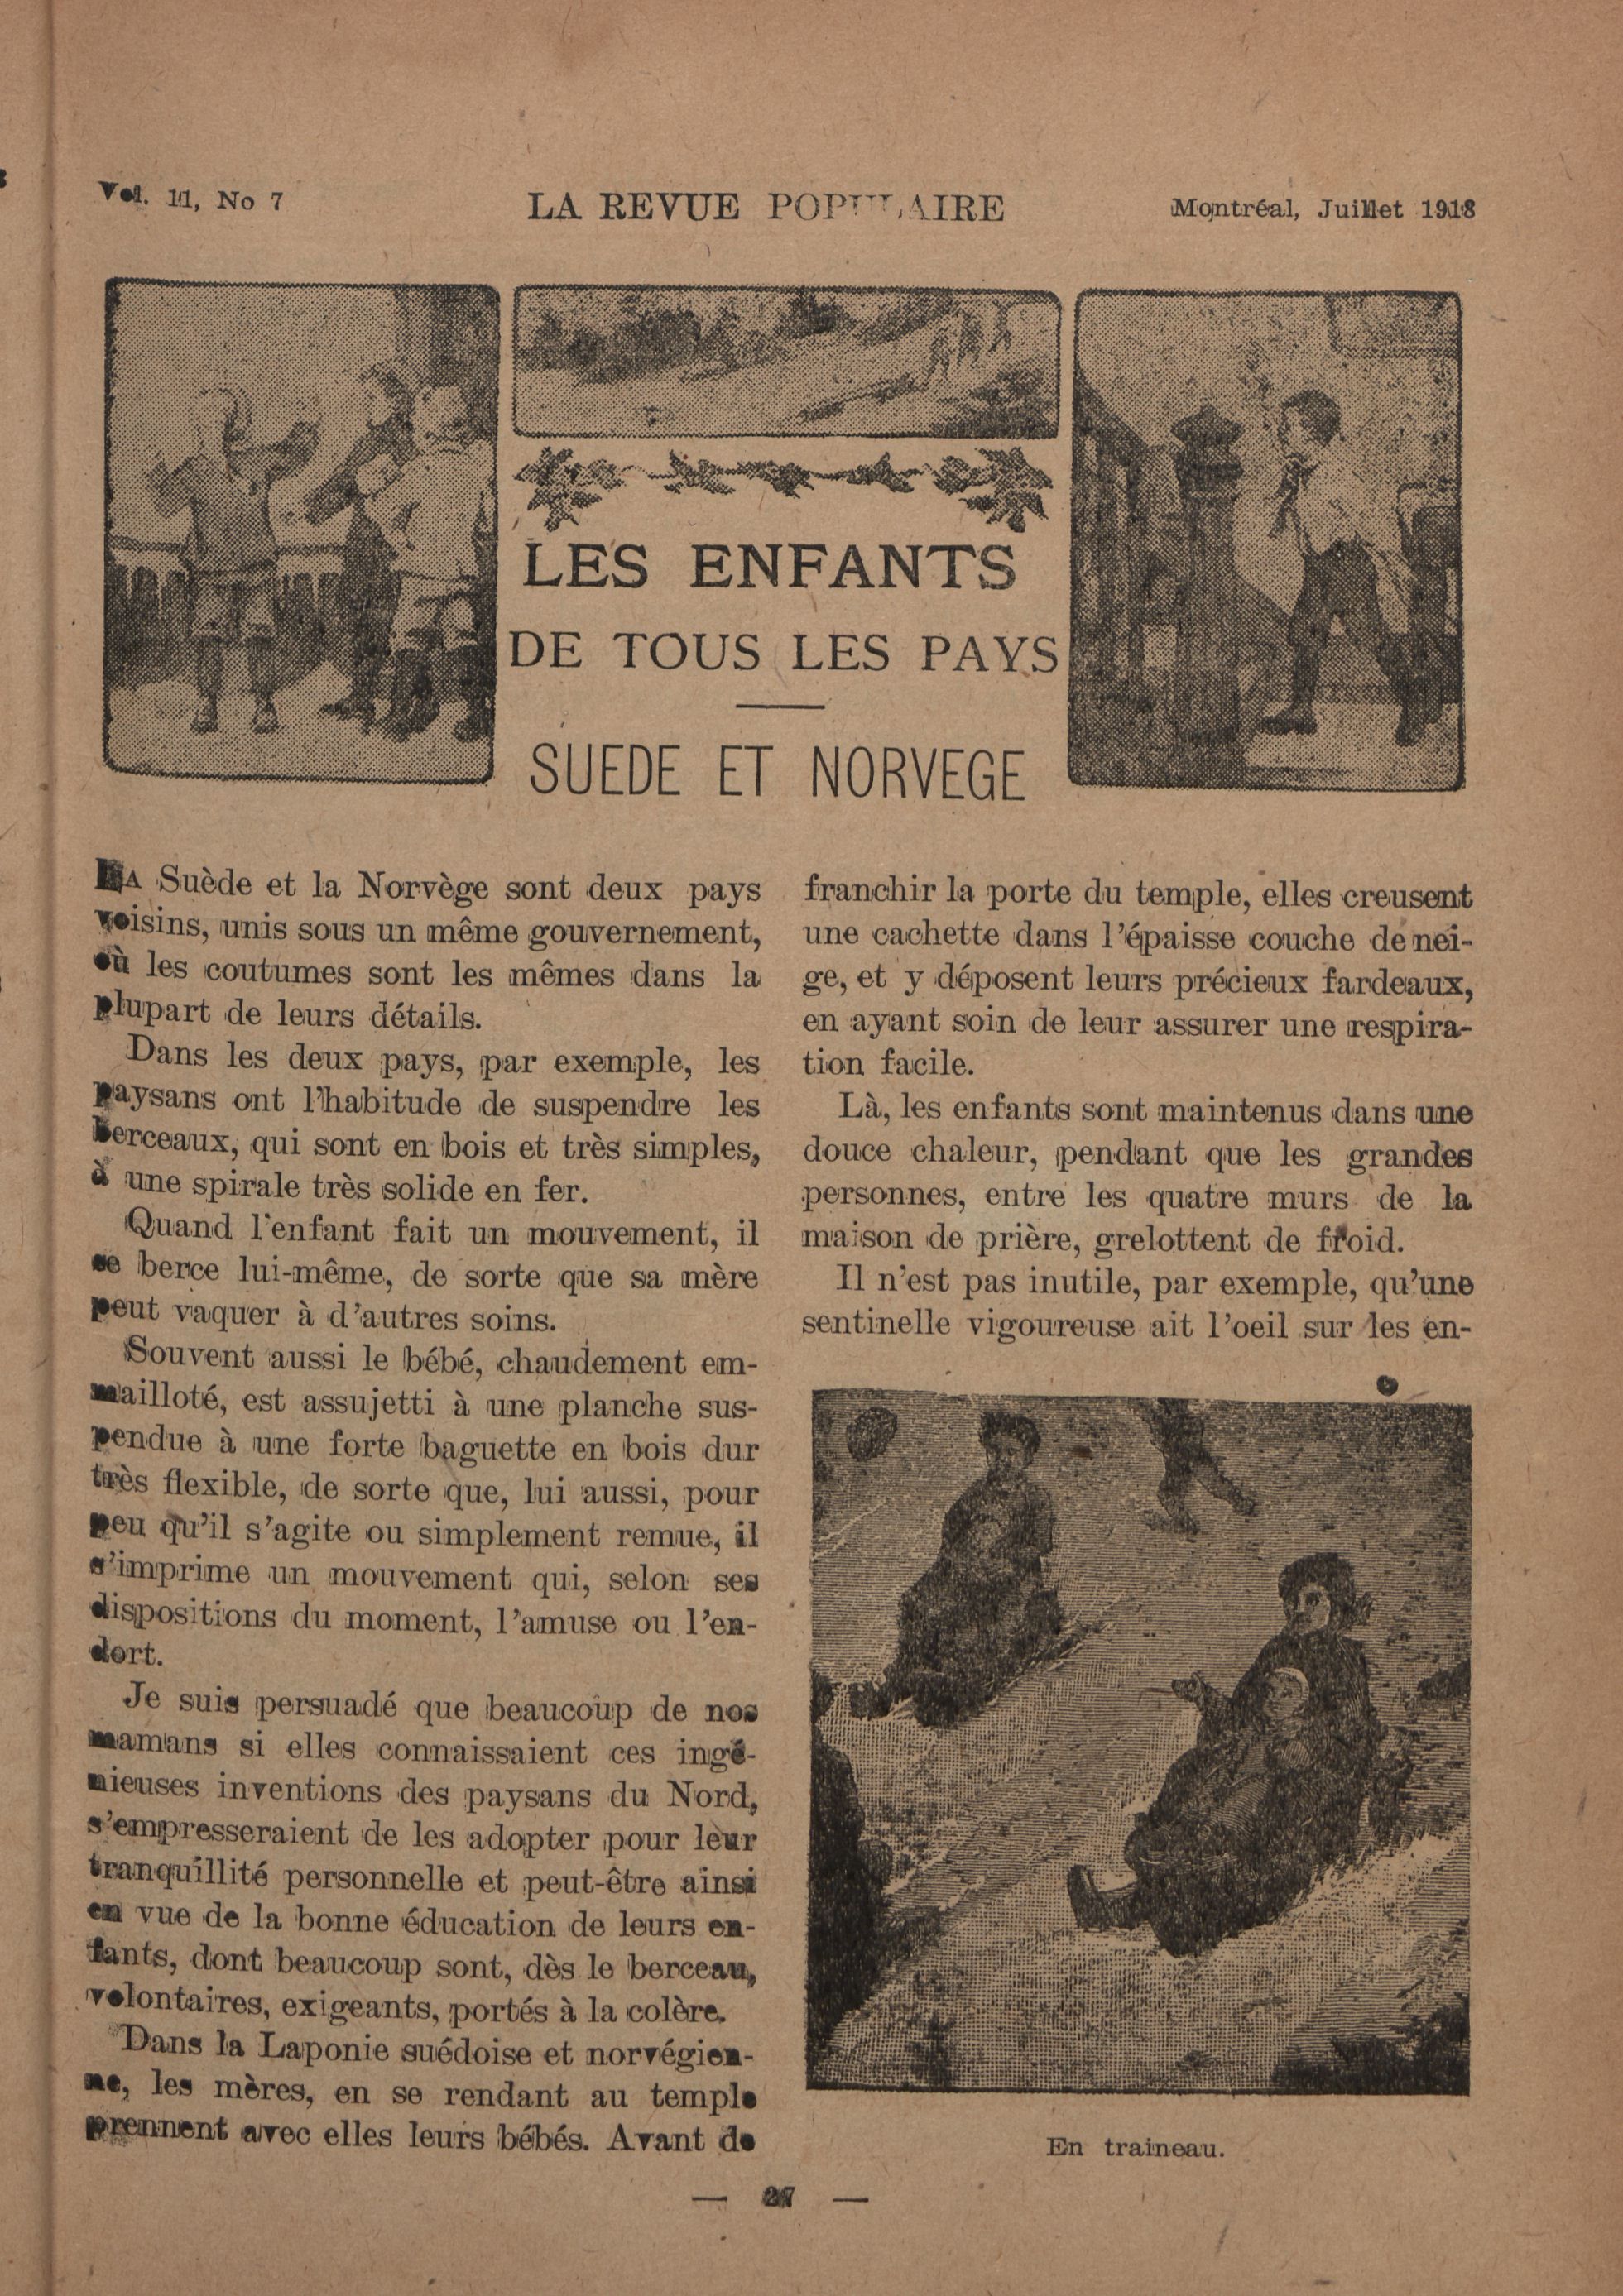 Vol. 11, No 7
LA REVUE POPULAIRE
Montréal, Juillet 1918
LES ENFANTS
DE TOUS LES PAYS
SUEDE ET NORVEGE
LA Suède et la Norvège sont deux pays
voisins, unis sous un même gouvernement,
où les coutumes sont les mêmes dans la
plupart de leurs détails.
Dans les deux pays, par exemple, les
paysans ont l'habitude de suspendre les
berceaux, qui sont en bois et très simples,
à une spirale très solide en fer.
Quand l'enfant fait un mouvement, il
se berce lui-même, de sorte que sa mère
peut vaquer à d'autres soins.
Souvent aussi le bébé, chaudement em-
mailloté, est assujetti à une planche sus-
pendue à une forte baguette en bois dur
très flexible, de sorte que, lui aussi, pour
peu qu'il s'agite ou simplement remue, il
s'imprime un mouvement qui, selon ses
dispositions du moment, l'amuse ou l'en-
dort.
Je suis persuadé que beaucoup de nos
mamans si elles connaissaient ces ingé-
nieuses inventions des paysans du Nord,
s'empresseraient de les adopter pour leur
tranquillité personnelle et peut-être ainsi
en vue de la bonne éducation de leurs en-
fants, dont beaucoup sont, dès le berceau,
volontaires, exigeants, portés à la colère.
Dans la Laponie suédoise et norvégien-
ne, les mères, en se rendant au temple
prennent avec elles leurs bébés. Avant de
franchir la porte du temple, elles creusent
une cachette dans l'épaisse couche de nei-
ge, et y déposent leurs précieux fardeaux,
en ayant soin de leur assurer une respira-
tion facile.
Là, les enfants sont maintenus dans une
douce chaleur, pendant que les grandes
personnes, entre les quatre murs de la
maison de prière, grelottent de froid.
Il n'est pas inutile, par exemple, qu'une
sentinelle vigoureuse ait l'oeil sur les en-
En traineau.
— 27 —